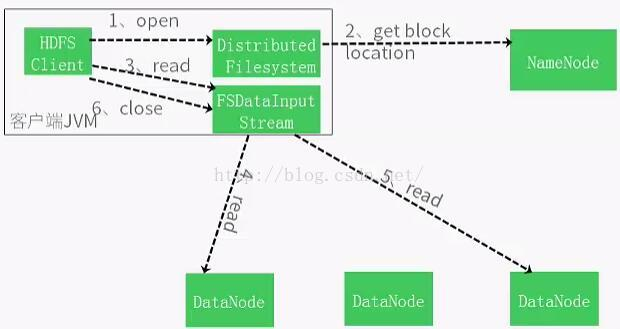 1、open
HDFS
Client
Distributed
Filesystem
2、get block
location
NameNode
3、read
6、close
FSDataInput
Stream
客户端JVM
http://blog.csdn.net/
4、read
5、read
DataNode
DataNode
DataNode